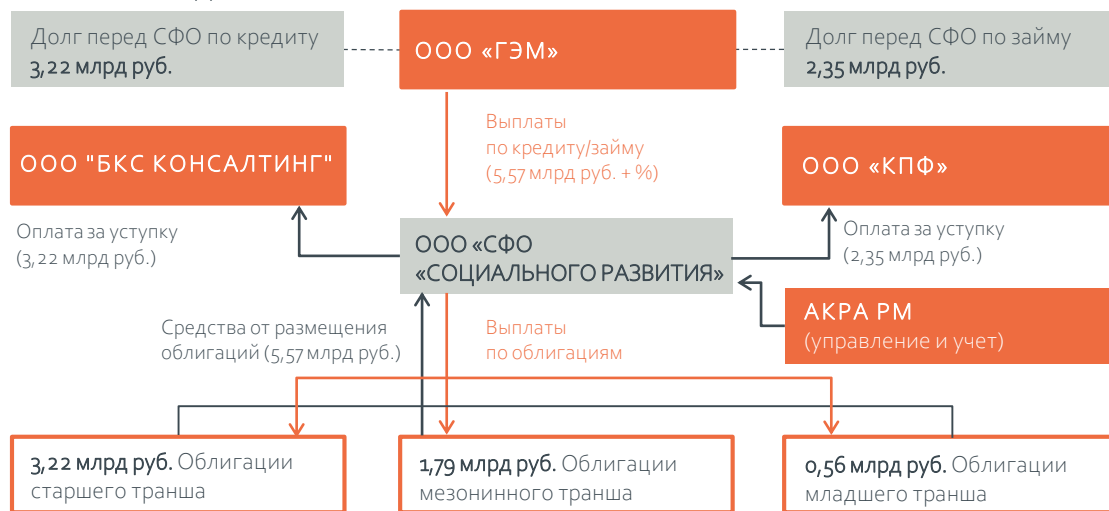 Долг перед СФО по кредиту
3,22 млрд руб.
ООО «ГЭМ»
Долг перед СФО по займу
2,35 млрд руб.
Выплаты
по кредиту/займу
(5,57 млрд руб. + %)
ООО "БКС КОНСАЛТИНГ"
ООО «КПФ»
Оплата за уступку
(3,22 млрд руб.)
ООО «СФО
«СОЦИАЛЬНОГО РАЗВИТИЯ»
Оплата за уступку
(2,35 млрд руб.)
АКРА РМ
(управление и учет)
Средства от размещения
облигаций (5,57 млрд руб.)
Выплаты
по облигациям
3,22 млрд руб. Облигации
старшего транша
1,79 млрд руб. Облигации
мезонинного транша
0,56 млрд руб. Облигации
младшего транша